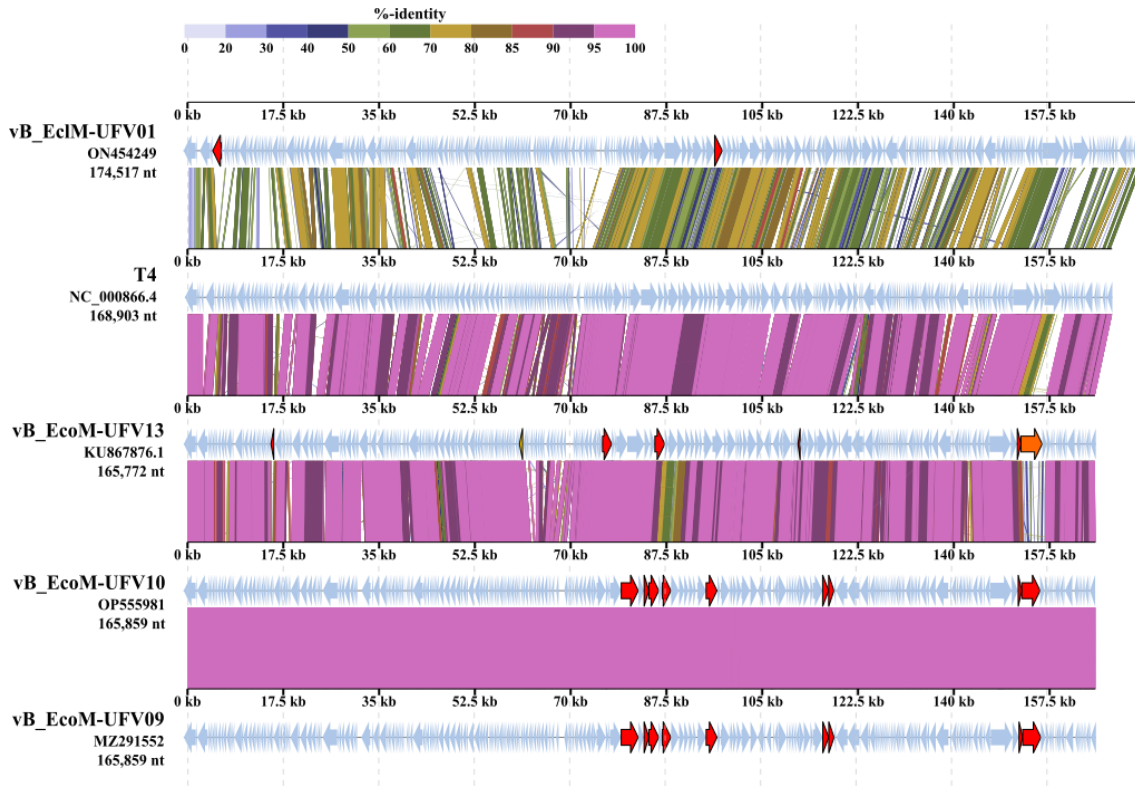 %-identity
0 20 30 40 50 60 70 80 85 90 95 100
0 kb 17.5 kb 35 kb 52.5 kb 70 kb 87.5 kb 105 kb 122.5 kb 140 kb 157.5 kb
vB_EclM-UFV01
ON454249
174,517 nt
0 kb 17.5 kb 35 kb 52.5 kb 70 kb 87.5 kb 105 kb 122.5 kb 140 kb 157.5 kb
T4
NC_000866.4
168,903 nt
0 kb 17.5 kb 35 kb 52.5 kb 70 kb 87.5 kb 105 kb 122.5 kb 140 kb 157.5 kb
vB_EcoM-UFV13
KU867876.1
165,772 nt
0 kb 17.5 kb 35 kb 52.5 kb 70 kb 87.5 kb 105 kb 122.5 kb 140 kb 157.5 kb
vB_EcoM-UFV10
OP555981
165,859 nt
0 kb 17.5 kb 35 kb 52.5 kb 70 kb 87.5 kb 105 kb 122.5 kb 140 kb 157.5 kb
vB_EcoM-UFV09
MZ291552
165,859 nt